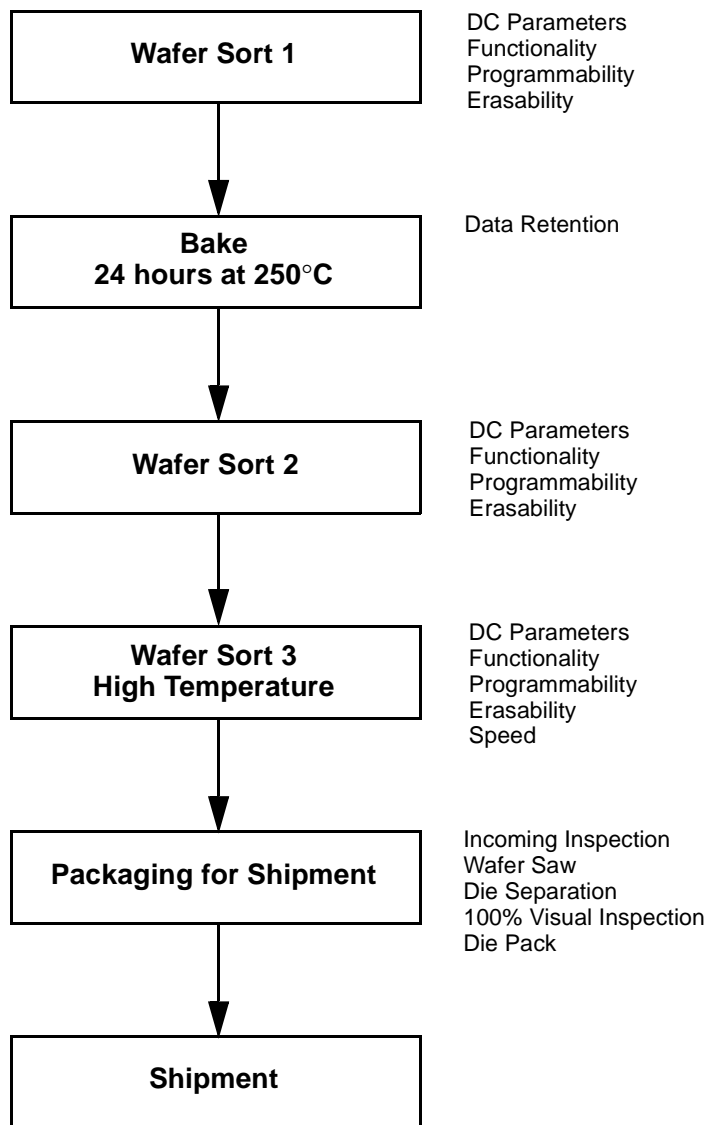 Wafer Sort 1
DC Parameters
Functionality
Programmability
Erasability
Bake
24 hours at 250°C
Data Retention
Wafer Sort 2
DC Parameters
Functionality
Programmability
Erasability
Wafer Sort 3
High Temperature
DC Parameters
Functionality
Programmability
Erasability
Speed
Packaging for Shipment
Incoming Inspection
Wafer Saw
Die Separation
100% Visual Inspection
Die Pack
Shipment